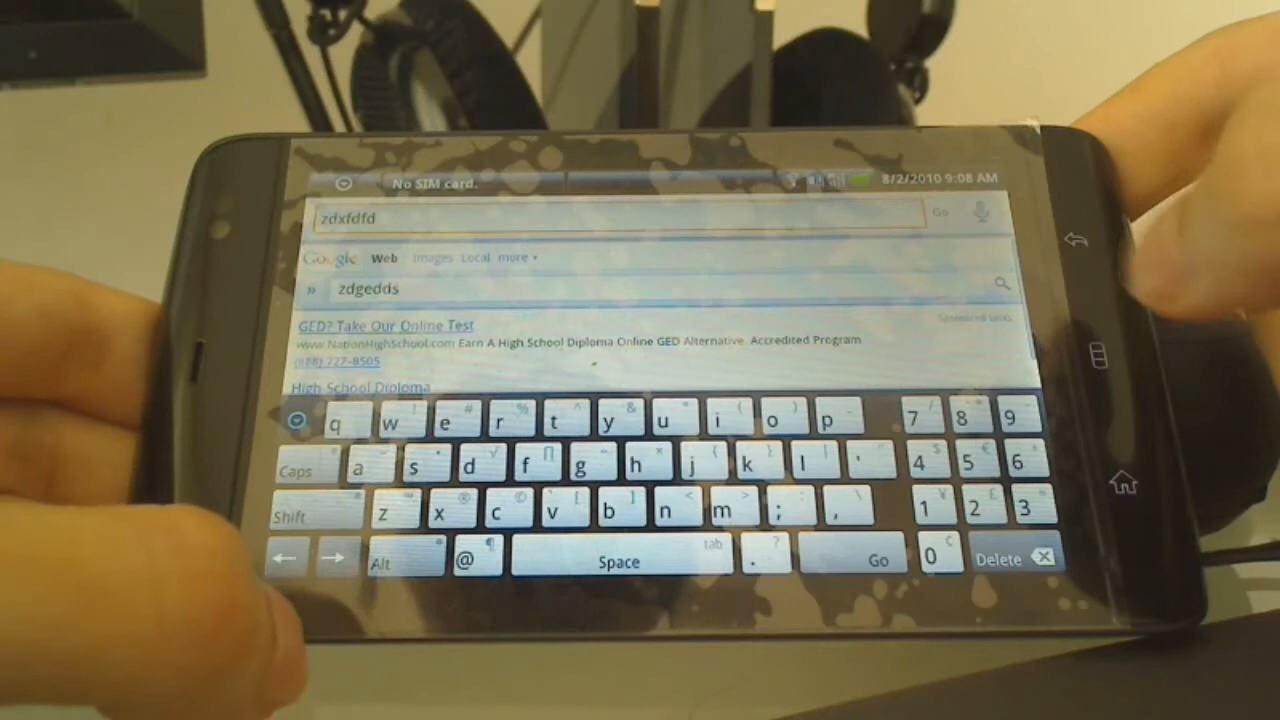 No SIM card. 8/2/2010 9:08 AM
zdxfdfd Go
Google Web Images Local more
» zdgedds
Sponsored Links
GED? Take Our Online Test
www.NationHighSchool.com Earn A High School Diploma Online GED Alternative. Accredited Program
(888) 727-8505
High School Diploma
q w ! e # r % t ^ y & u * i ( o ) p - 7 / 8 9
Caps a s d √ f g h j { k } l | ' " 4 $ 5 € 6
Shift z x ® c © v [ b ] n < m > ; : , \ 1 ¥ 2 £ 3
← → Alt @ ¶ Space tab . ? Go 0 ¢ Delete